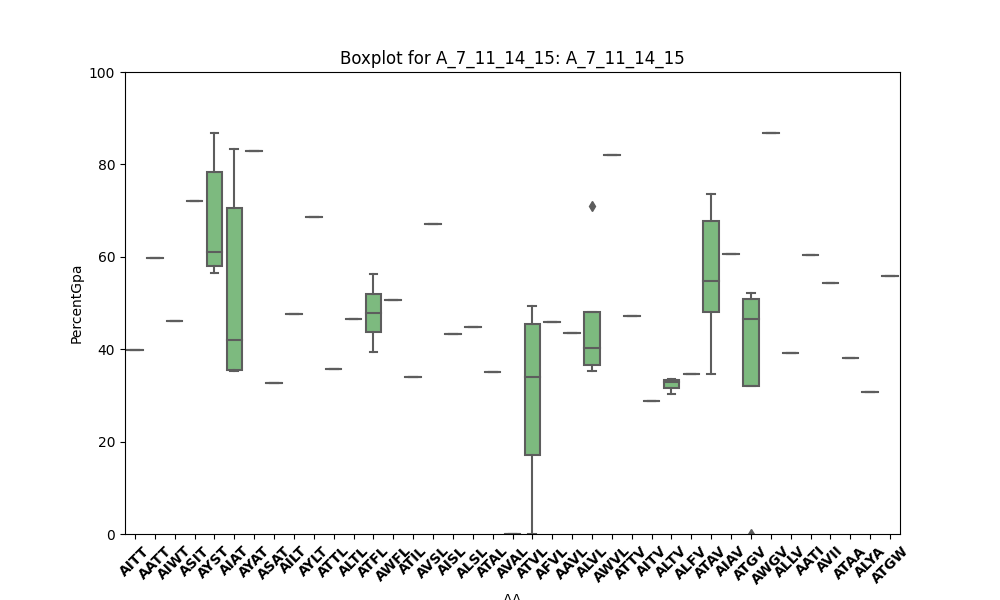 Boxplot for A_7_11_14_15: A_7_11_14_15
100
80
60
40
20
0
PercentGpa
AITT
AATT
AIWT
ASIT
AYST
AIAT
AYAT
ASAT
AILT
AYLT
ATTL
ALTL
ATFL
AWFL
ATIL
AVSL
AISL
ALSL
ATAL
AVAL
ATVL
AFVL
AAVL
ALVL
AWVL
ATTV
AITV
ALTV
ALFV
ATAV
AIAV
ATGV
AWGV
ALLV
AATI
AVII
ATAA
ALYA
ATGW
AA